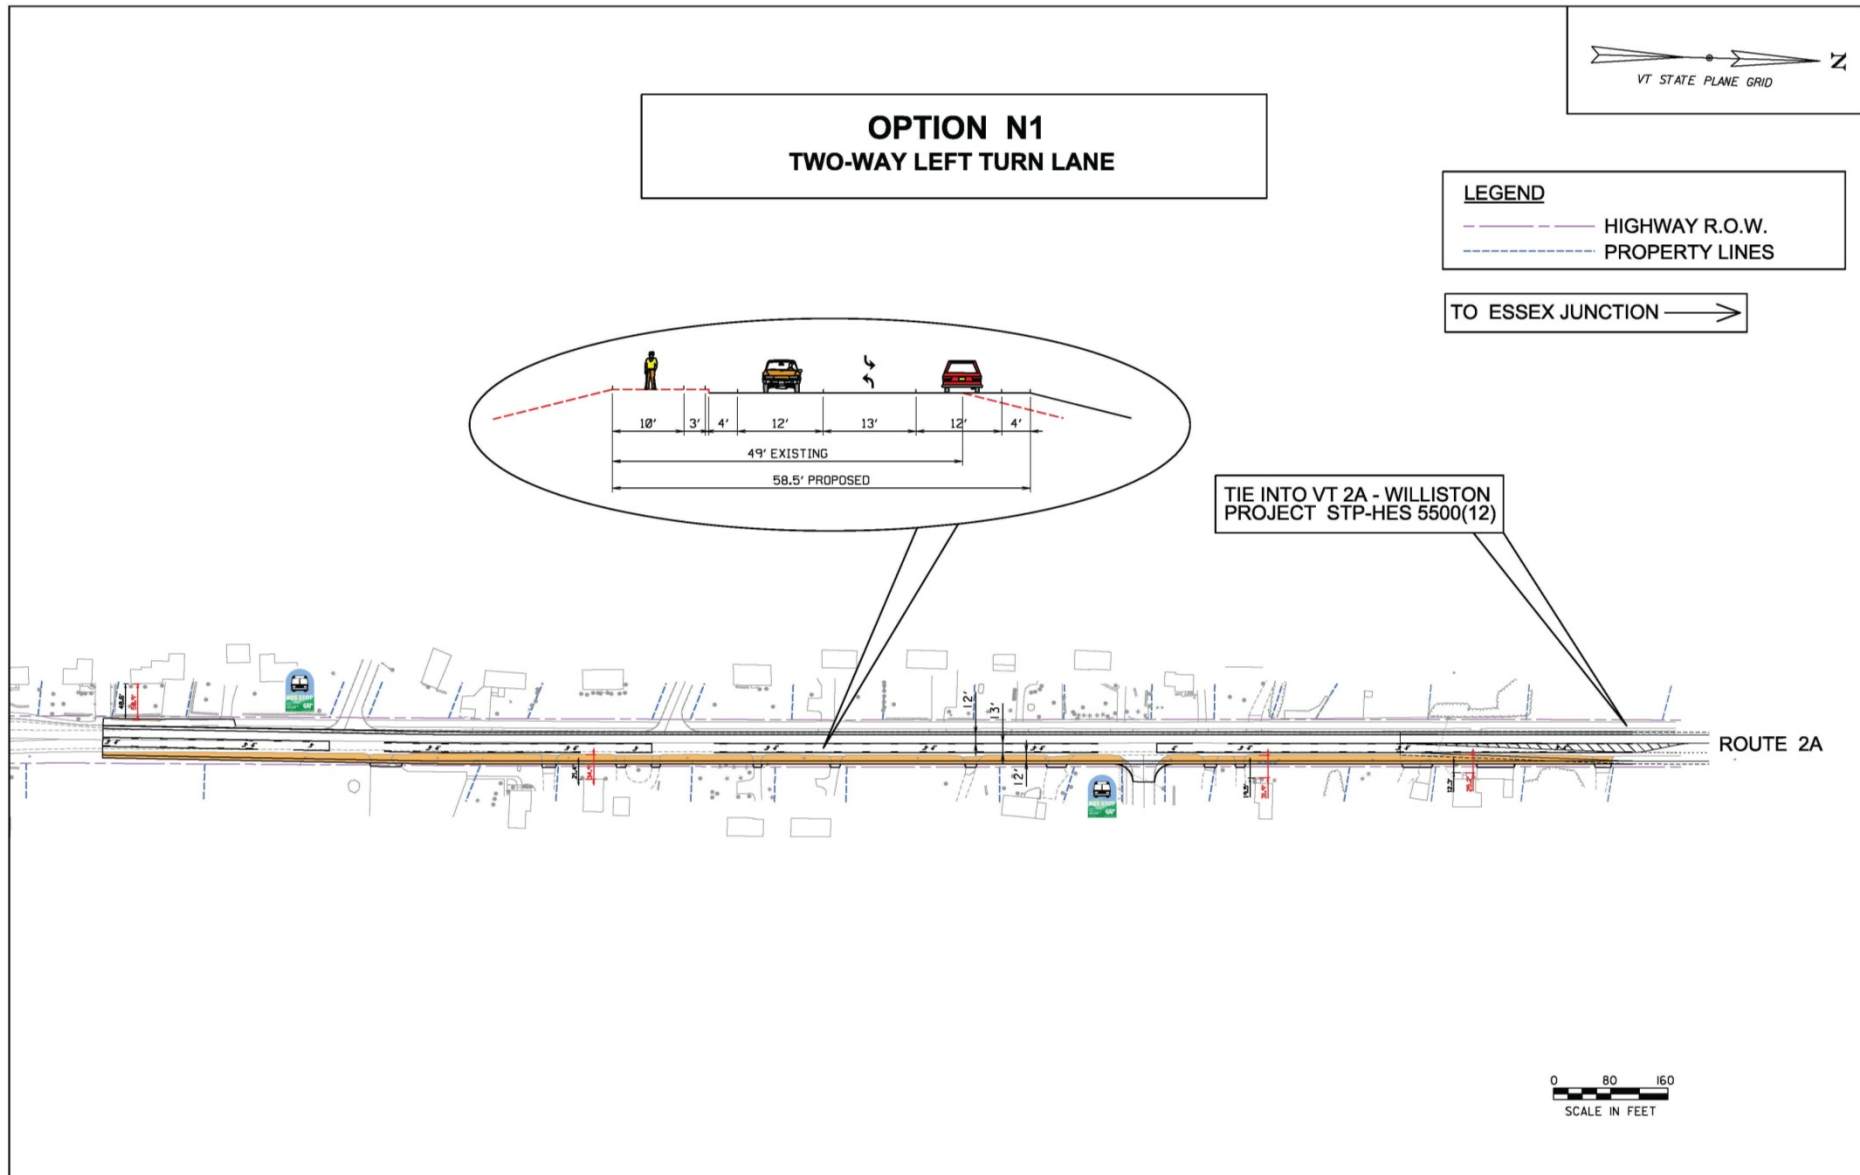 N
VT STATE PLANE GRID
OPTION N1
TWO-WAY LEFT TURN LANE
LEGEND
HIGHWAY R.O.W.
PROPERTY LINES
TO ESSEX JUNCTION
10' 3' 4' 12' 13' 12' 4'
49' EXISTING
58.5' PROPOSED
TIE INTO VT 2A - WILLISTON
PROJECT STP-HES 5500(12)
12'
13'
12'
ROUTE 2A
0 80 160
SCALE IN FEET